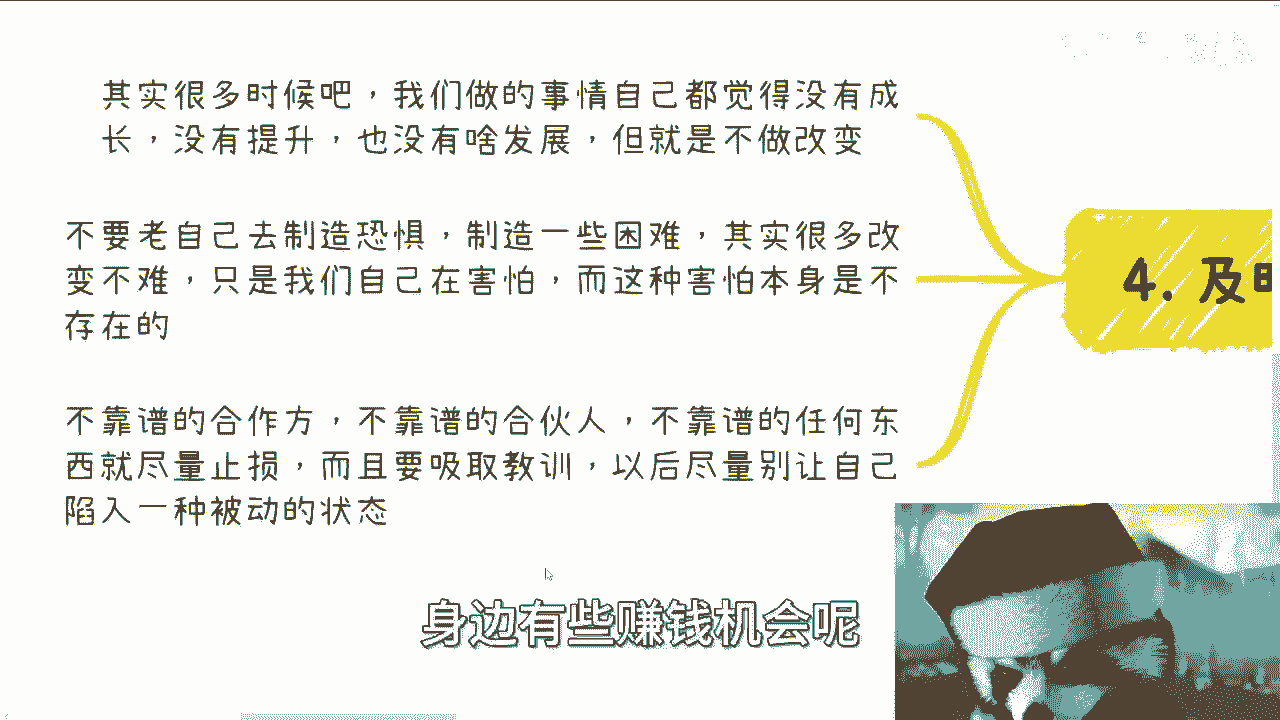 其实很多时候吧，我们做的事情自己都觉得没有成
长，没有提升，也没有啥发展，但就是不做改变
不要老自己去制造恐惧，制造一些困难，其实很多改
变不难，只是我们自己在害怕，而这种害怕本身是不
存在的
4. 及
不靠谱的合作方，不靠谱的合伙人，不靠谱的任何东
西就尽量止损，而且要吸取教训，以后尽量别让自己
陷入一种被动的状态
身边有些赚钱机会呢